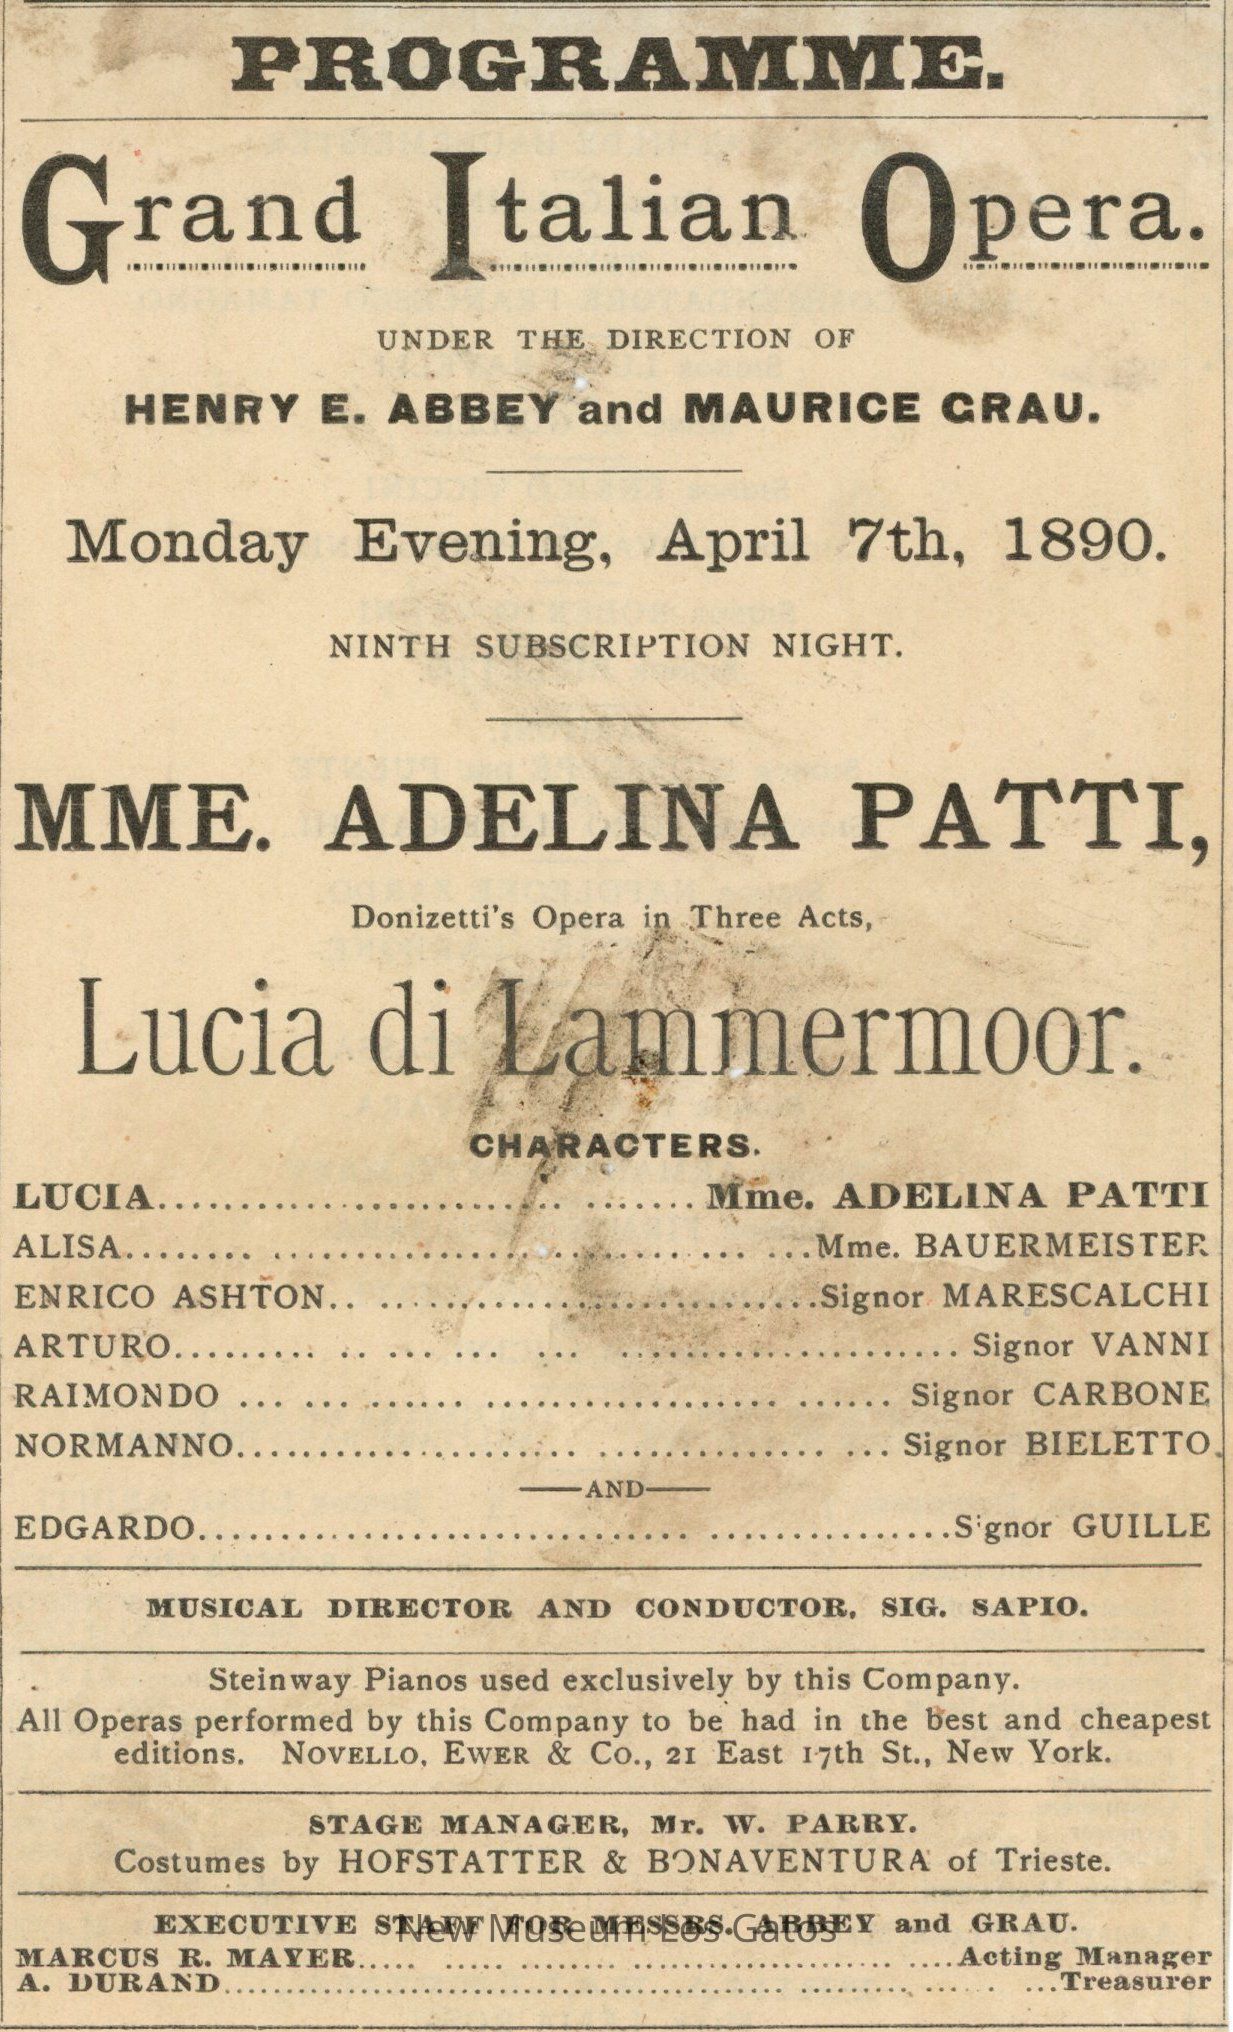 PROGRAMME.
Grand Italian Opera.
UNDER THE DIRECTION OF
HENRY E. ABBEY and MAURICE GRAU.
Monday Evening, April 7th, 1890.
NINTH SUBSCRIPTION NIGHT.
MME. ADELINA PATTI,
Donizetti's Opera in Three Acts,
Lucia di Lammermoor.
CHARACTERS.
LUCIA................................Mme. ADELINA PATTI
ALISA................................Mme. BAUERMEISTER
ENRICO ASHTON................................Signor MARESCALCHI
ARTURO................................Signor VANNI
RAIMONDO ................................ Signor CARBONE
NORMANNO................................ Signor BIELETTO.
——AND——
EDGARDO................................Signor GUILLE
MUSICAL DIRECTOR AND CONDUCTOR, SIG. SAPIO.
Steinway Pianos used exclusively by this Company.
All Operas performed by this Company to be had in the best and cheapest
editions. NOVELLO, EWER & CO., 21 East 17th St., New York.
STAGE MANAGER, Mr. W. PARRY.
Costumes by HOFSTATTER & BONAVENTURA of Trieste.
EXECUTIVE STAFF FOR MESSRS. ABBEY and GRAU.
New Museum Los Gatos
MARCUS R. MAYER................................Acting Manager
A. DURAND................................Treasurer